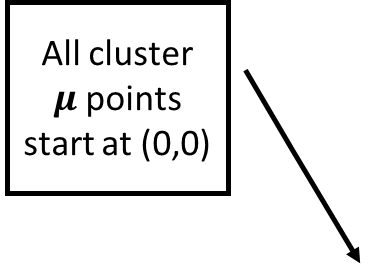 All cluster
μ points
start at (0,0)